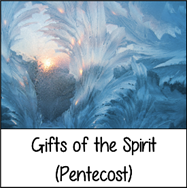 Gifts of the Spirit
(Pentecost)